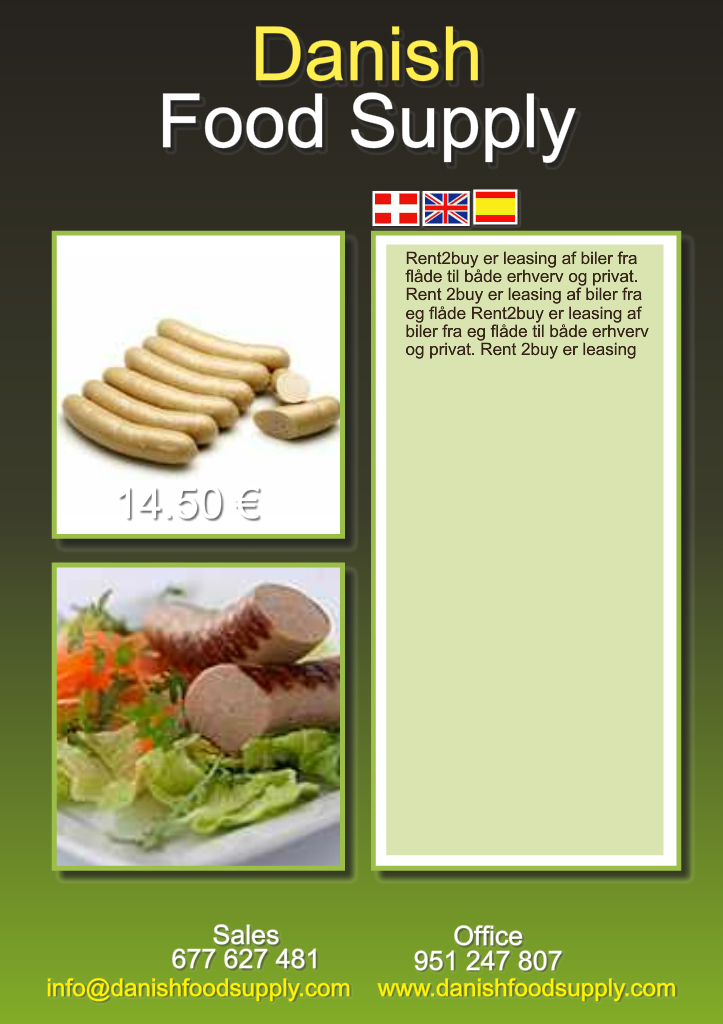 Danish
Food Supply
Rent2buy er leasing af biler fra
flåde til både erhverv og privat.
Rent 2buy er leasing af biler fra
eg flåde Rent2buy er leasing af
biler fra eg flåde til både erhverv
og privat. Rent 2buy er leasing
14.50 €
Sales
677 627 481
info@danishfoodsupply.com
Office
951 247 807
www.danishfoodsupply.com